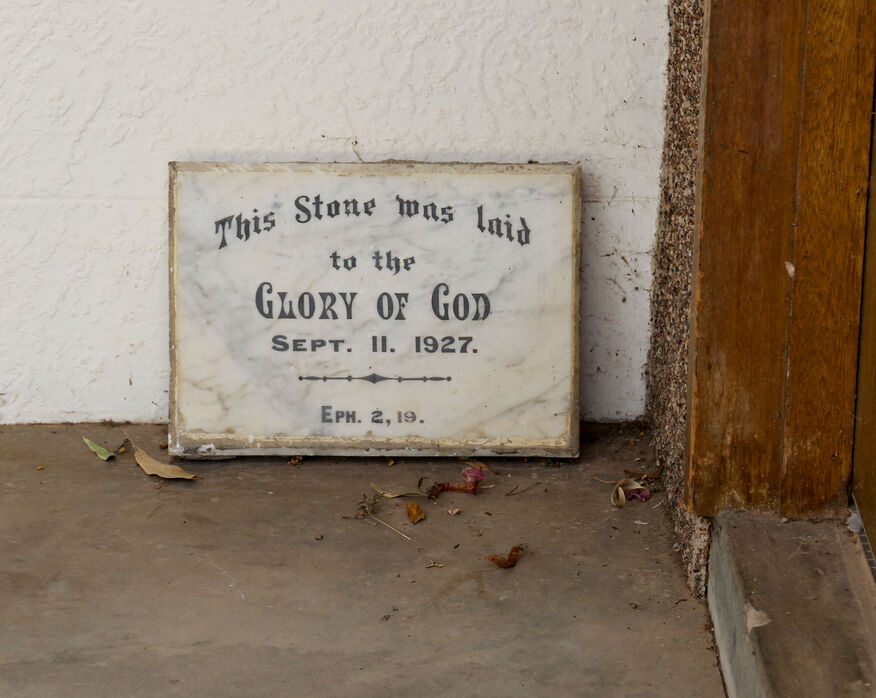 This Stone was laid
to the
GLORY OF GOD
SEPT. 11. 1927.
EPH. 2, 19.